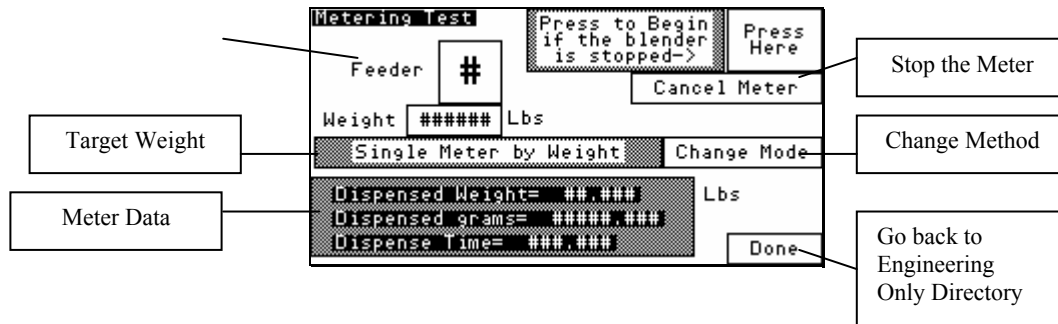 Metering Test
Press to Begin
if the blender
is stopped->
Press
Here
Feeder #
Cancel Meter
Stop the Meter
Weight ###### Lbs
Target Weight
Single Meter by Weight
Change Mode
Change Method
Dispensed Weight= ##.###
Lbs
Dispensed grams= #####.###
Dispense Time= ###.###
Meter Data
Done
Go back to
Engineering
Only Directory